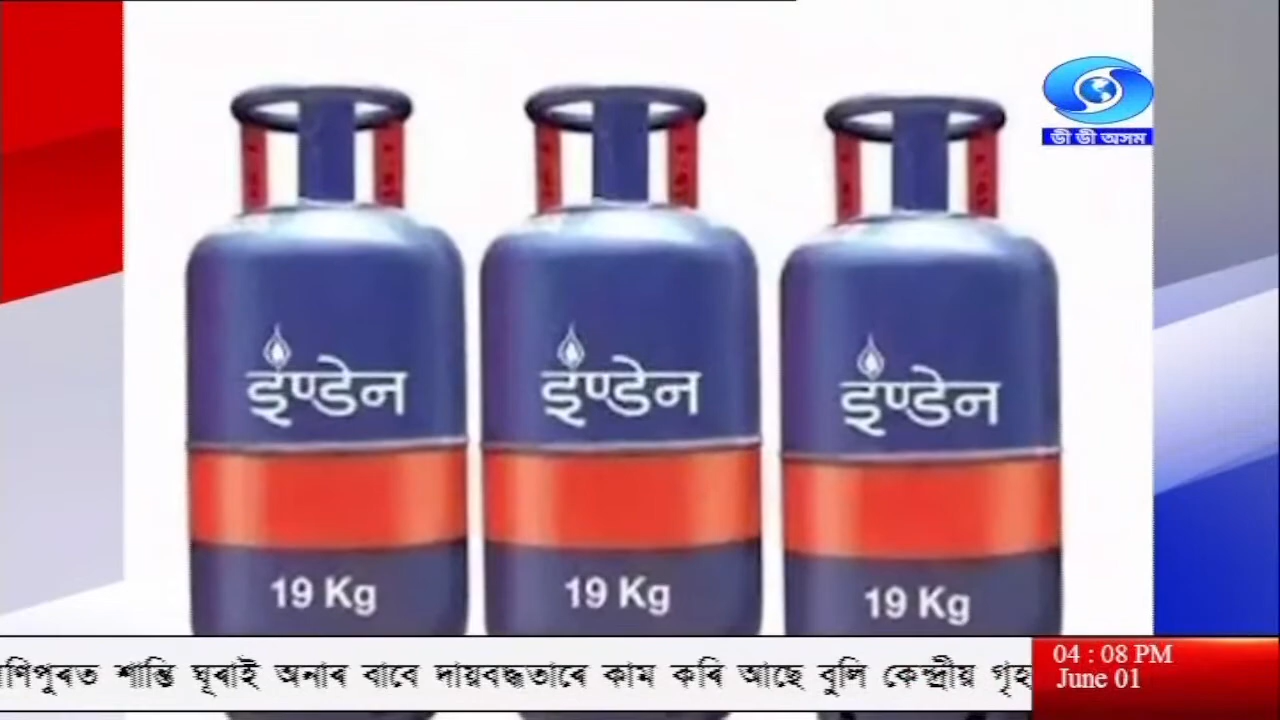 ডী ডী অসম
इण्डेन
इण्डेन
इण्डेन
19 Kg
19 Kg
19 Kg
04 : 08 PM
শান্তি ঘূৰাই অনাৰ বাবে দায়বদ্ধতাৰে কাম কৰি আছে বুলি কেন্দ্ৰীয়
June 01